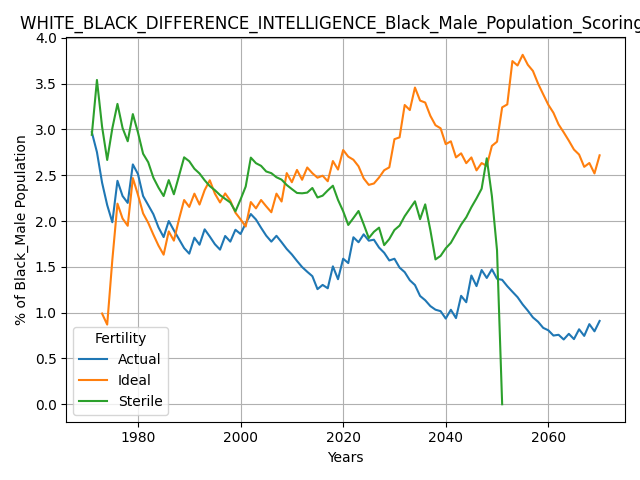 WHITE_BLACK_DIFFERENCE_INTELLIGENCE_Black_Male_Population_Scoring
4.0
3.5
3.0
2.5
2.0
1.5
1.0
0.5
0.0
% of Black_Male Population
Fertility
Actual
Ideal
Sterile
1980 2000 2020 2040 2060
Years